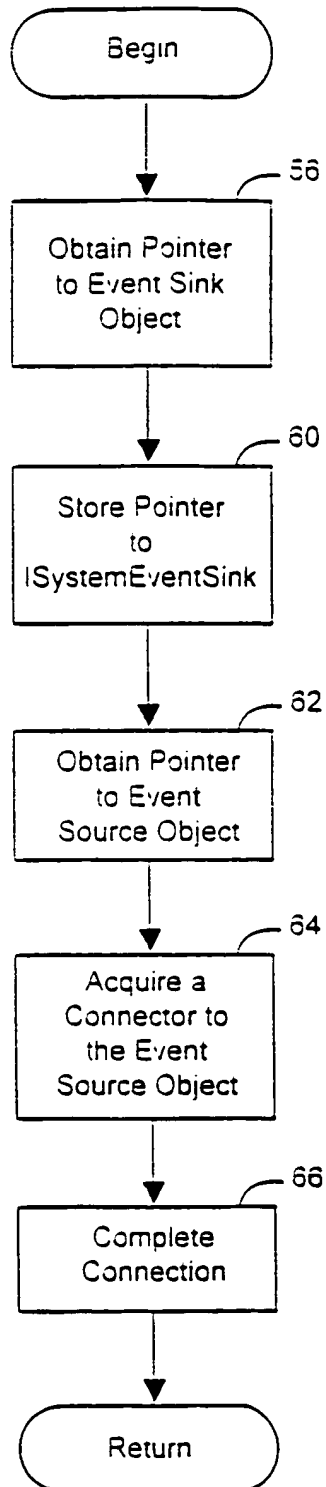 Begin
56
Obtain Pointer
to Event Sink
Object
60
Store Pointer
to
ISystemEventSink
62
Obtain Pointer
to Event
Source Object
64
Acquire a
Connector to
the Event
Source Object
66
Complete
Connection
Return